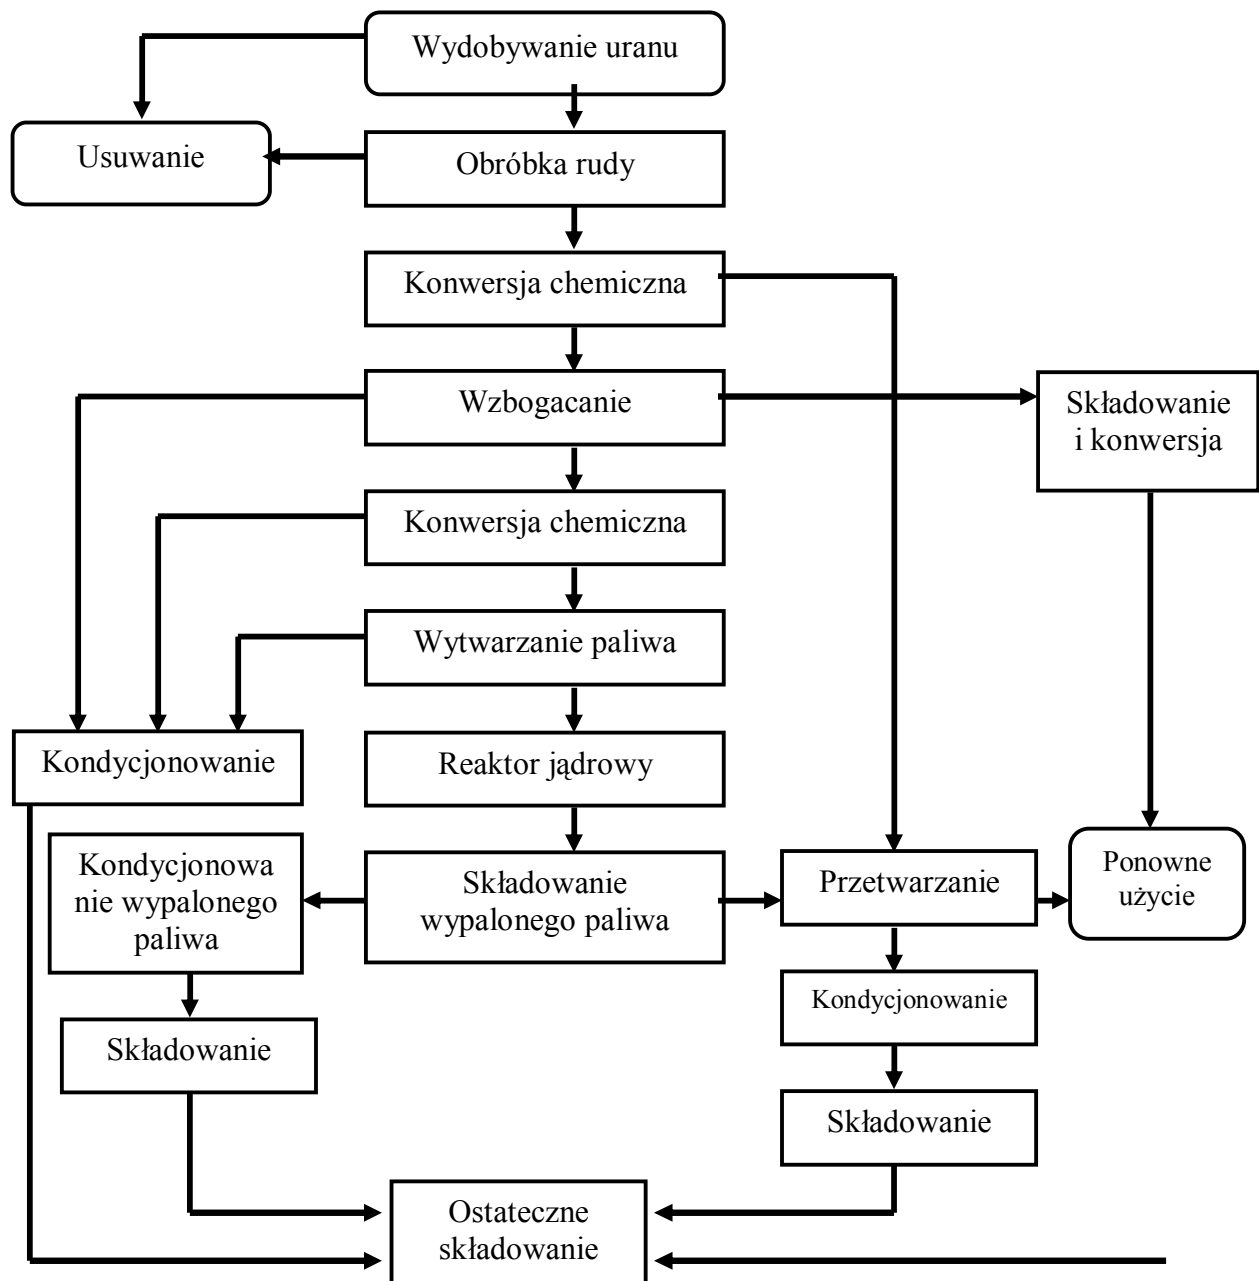 Wydobywanie uranu
Usuwanie
Obróbka rudy
Konwersja chemiczna
Wzbogacanie
Składowanie
i konwersja
Konwersja chemiczna
Wytwarzanie paliwa
Kondycjonowanie
Reaktor jądrowy
Kondycjonowa
nie wypalonego
paliwa
Składowanie
wypalonego paliwa
Przetwarzanie
Ponowne
użycie
Kondycjonowanie
Składowanie
Składowanie
Ostateczne
składowanie